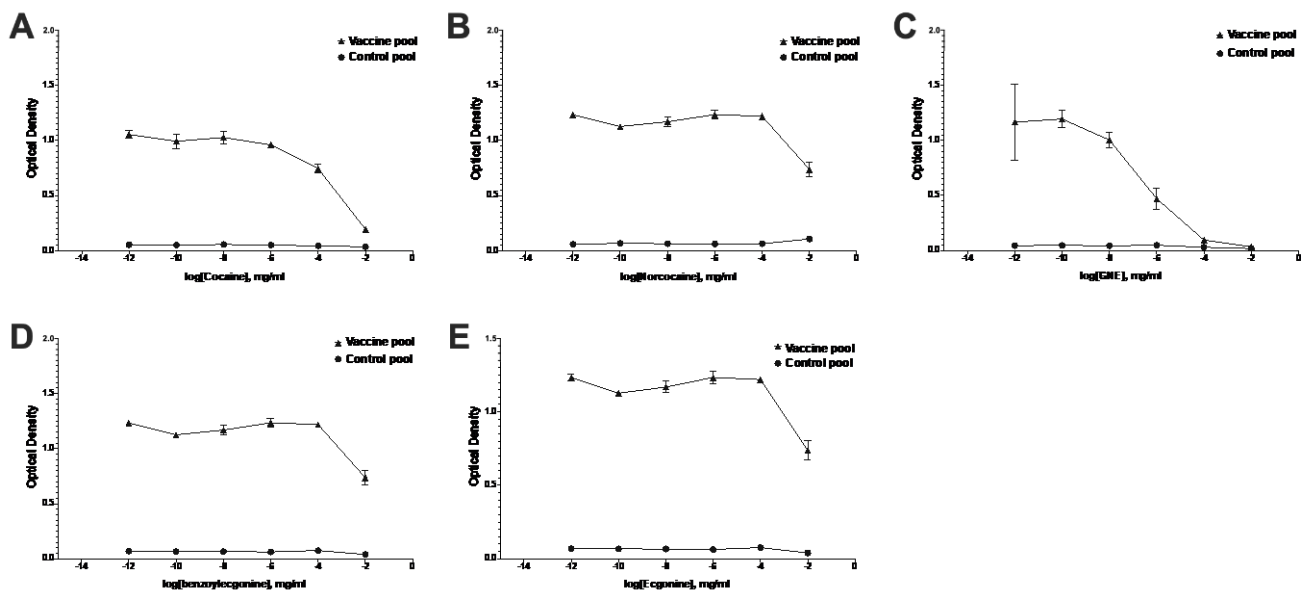 A
Vaccine pool
Control pool
Optical Density
2.0
1.5
1.0
0.5
0.0
-14
-12
-10
-8
-6
-4
-2
0
log[Cocaine], mg/ml
B
Vaccine pool
Control pool
Optical Density
2.0
1.5
1.0
0.5
0.0
-14
-12
-10
-8
-6
-4
-2
0
log[Norcocaine], mg/ml
C
Vaccine pool
Control pool
Optical Density
2.0
1.5
1.0
0.5
0.0
-14
-12
-10
-8
-6
-4
-2
0
log[GNE], mg/ml
D
Vaccine pool
Control pool
Optical Density
2.0
1.5
1.0
0.5
0.0
-14
-12
-10
-8
-6
-4
-2
0
log[benzoylecgonine], mg/ml
E
Vaccine pool
Control pool
Optical Density
1.5
1.0
0.5
0.0
-14
-12
-10
-8
-6
-4
-2
0
log[Ecgonine], mg/ml